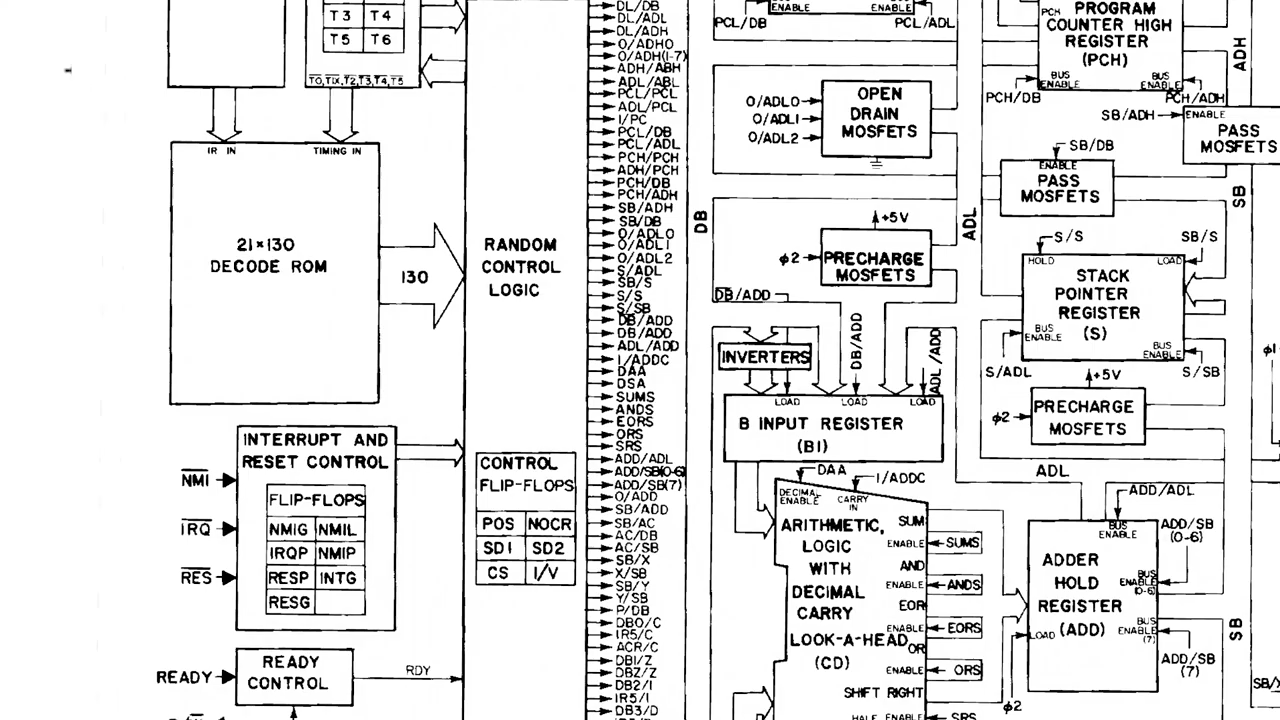 T3 T4
T5 T6
T0, T1X, T2, T3, T4, T5
IR IN
TIMING IN
21×130
DECODE ROM
130
RANDOM
CONTROL
LOGIC
INTERRUPT AND
RESET CONTROL
FLIP-FLOPS
NMIG NMIL
IRQP NMIP
RESP INTG
RESG
NMI
IRQ
RES
READY
READY
CONTROL
RDY
CONTROL
FLIP-FLOPS
POS NOCR
SD1 SD2
CS I/V
DL/DB
DL/ADL
DL/ADH
O/ADHO
O/ADH(1-7)
ADH/ABH
ADL/ABL
PCL/PCL
ADL/PCL
I/PC
PCL/DB
PCL/ADL
PCH/PCH
ADH/PCH
PCH/DB
PCH/ADH
SB/ADH
SB/DB
O/ADL0
O/ADL1
O/ADL2
S/ADL
SB/S
S/S
S/SB
D̅B̅/ADD
DB/ADD
ADL/ADD
I/ADDC
DAA
DSA
SUMS
ANDS
EORS
ORS
SRS
ADD/ADL
ADD/SB(0-6)
ADD/SB(7)
O/ADD
SB/ADD
SB/AC
AC/DB
AC/SB
SB/X
X/SB
SB/Y
Y/SB
P/DB
DBO/C
IR5/C
ACR/C
DB1/Z
DBZ/Z
DB2/I
IR5/I
DB3/D
DB
PCL/DB
BUS
ENABLE
ENABLE
PCL/ADL
O/ADL0
O/ADL1
O/ADL2
OPEN
DRAIN
MOSFETS
+5V
ϕ2
PRECHARGE
MOSFETS
D̅B̅/ADD
INVERTERS
DB/ADD
ADL/ADD
LOAD
LOAD
LOAD
B INPUT REGISTER
(BI)
DAA
I/ADDC
DECIMAL
ENABLE
CARRY
IN
ARITHMETIC,
LOGIC
WITH
DECIMAL
CARRY
LOOK-A-HEAD
(CD)
SUM
ENABLE
SUMS
AND
ENABLE
ANDS
EOR
ENABLE
EORS
OR
ENABLE
ORS
SHIFT RIGHT
HALF ENABLE
SRS
ADL
PCH
PROGRAM
COUNTER HIGH
REGISTER
(PCH)
BUS
ENABLE
BUS
ENABLE
PCH/DB
PCH/ADH
ADH
SB/ADH
ENABLE
PASS
MOSFETS
SB/DB
ENABLE
PASS
MOSFETS
SB
S/S
SB/S
HOLD
LOAD
STACK
POINTER
REGISTER
(S)
BUS
ENABLE
BUS
ENABLE
S/ADL
S/SB
+5V
ϕ2
PRECHARGE
MOSFETS
ϕ1
ADL
ADD/ADL
BUS
ENABLE
ADD/SB
(0-6)
ADDER
HOLD
REGISTER
(ADD)
BUS
ENABLE
(0-6)
BUS
ENABLE
(7)
LOAD
ADD/SB
(7)
ϕ2
SB
SB/X